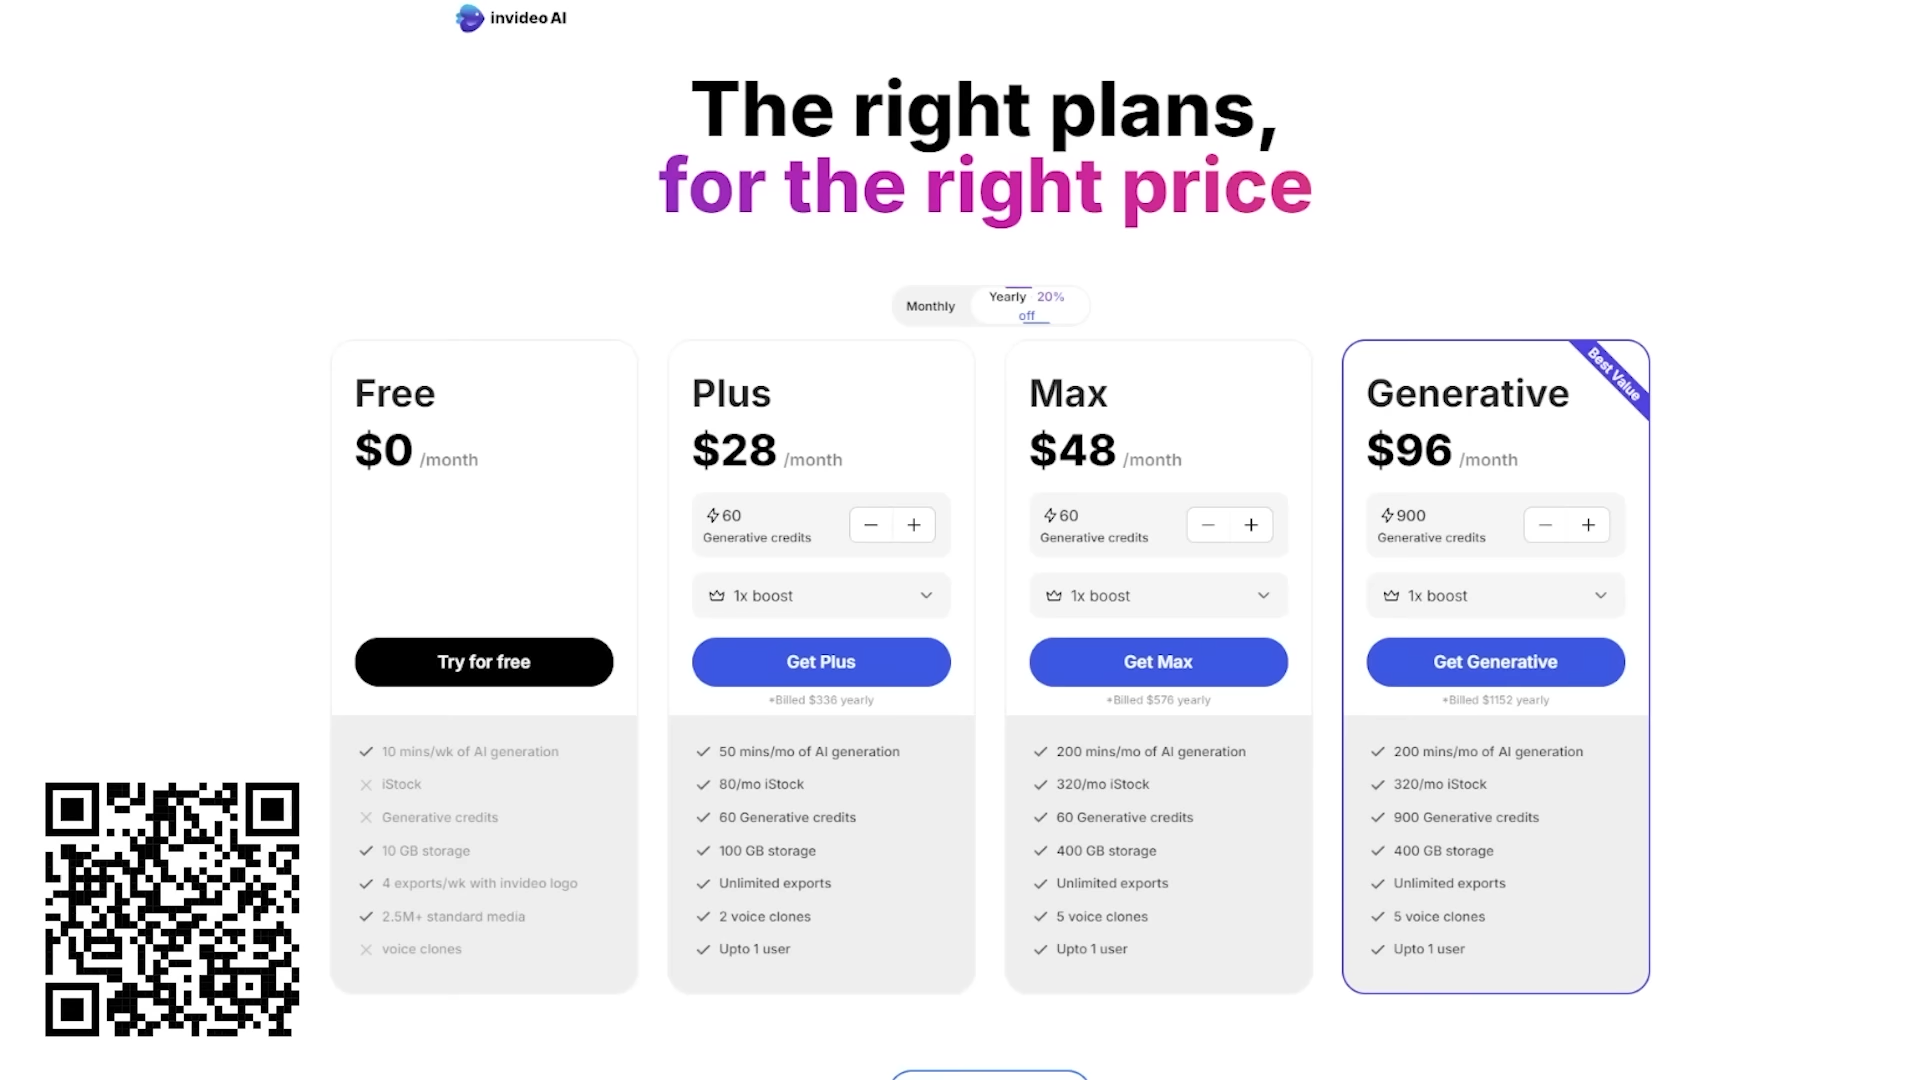 invideo AI
The right plans,
for the right price
Monthly
Yearly · 20%
off
Free
$0 /month
Try for free
10 mins/wk of AI generation
iStock
Generative credits
10 GB storage
4 exports/wk with invideo logo
2.5M+ standard media
voice clones
Plus
$28 /month
60
Generative credits
1x boost
Get Plus
*Billed $336 yearly
50 mins/mo of AI generation
80/mo iStock
60 Generative credits
100 GB storage
Unlimited exports
2 voice clones
Upto 1 user
Max
$48 /month
60
Generative credits
1x boost
Get Max
*Billed $576 yearly
200 mins/mo of AI generation
320/mo iStock
60 Generative credits
400 GB storage
Unlimited exports
5 voice clones
Upto 1 user
Best Value
Generative
$96 /month
900
Generative credits
1x boost
Get Generative
*Billed $1152 yearly
200 mins/mo of AI generation
320/mo iStock
900 Generative credits
400 GB storage
Unlimited exports
5 voice clones
Upto 1 user